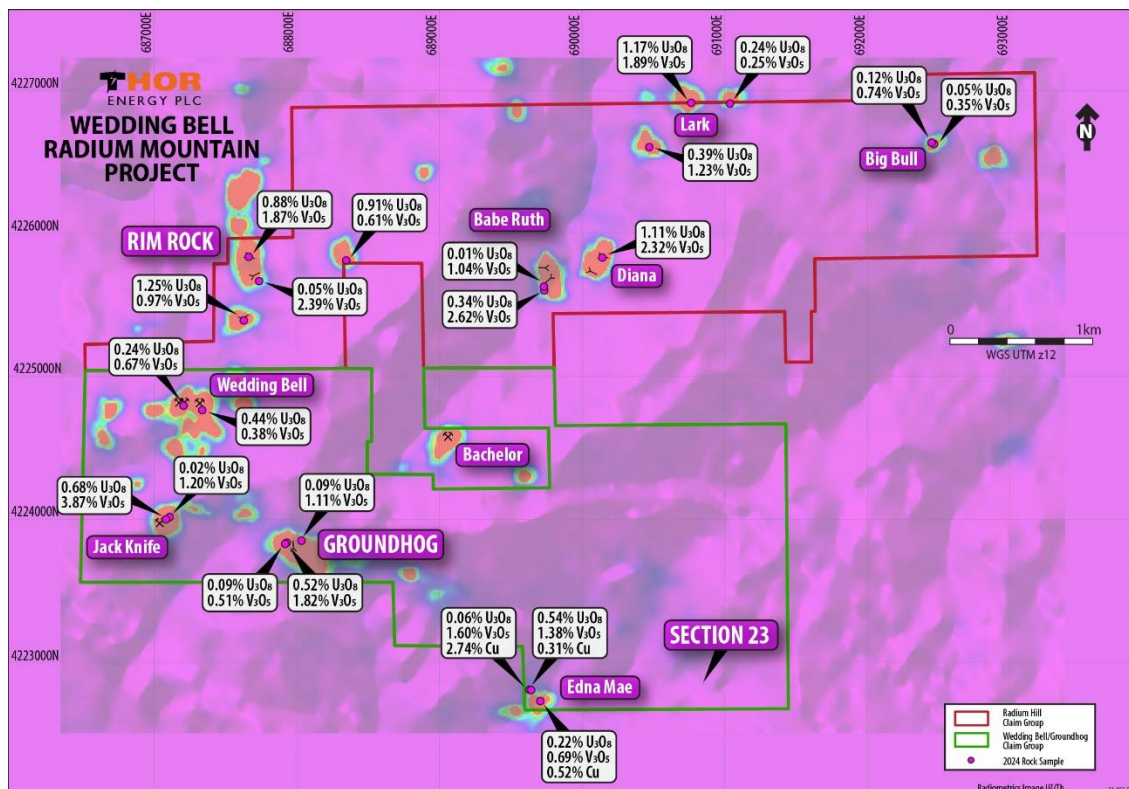 687000E
688000E
689000E
690000E
691000E
692000E
693000E
4227000N
4226000N
4225000N
4224000N
4223000N
THOR
ENERGY PLC
WEDDING BELL
RADIUM MOUNTAIN
PROJECT
1.17% U₃O₈
1.89% V₃O₅
0.24% U₃O₈
0.25% V₃O₅
Lark
0.12% U₃O₈
0.74% V₃O₅
0.05% U₃O₈
0.35% V₃O₅
Big Bull
N
0.39% U₃O₈
1.23% V₃O₅
0.88% U₃O₈
1.87% V₃O₅
0.91% U₃O₈
0.61% V₃O₅
RIM ROCK
Babe Ruth
1.11% U₃O₈
2.32% V₃O₅
0.01% U₃O₈
1.04% V₃O₅
Diana
1.25% U₃O₈
0.97% V₃O₅
0.05% U₃O₈
2.39% V₃O₅
0.34% U₃O₈
2.62% V₃O₅
0 1km
WGS UTM z12
0.24% U₃O₈
0.67% V₃O₅
Wedding Bell
0.44% U₃O₈
0.38% V₃O₅
Bachelor
0.68% U₃O₈
3.87% V₃O₅
0.02% U₃O₈
1.20% V₃O₅
0.09% U₃O₈
1.11% V₃O₅
Jack Knife
GROUNDHOG
0.09% U₃O₈
0.51% V₃O₅
0.52% U₃O₈
1.82% V₃O₅
0.06% U₃O₈
1.60% V₃O₅
2.74% Cu
0.54% U₃O₈
1.38% V₃O₅
0.31% Cu
SECTION 23
Edna Mae
0.22% U₃O₈
0.69% V₃O₅
0.52% Cu
Radium Hill
Claim Group
Wedding Bell/Groundhog
Claim Group
2024 Rock Sample
Radiometrics Image